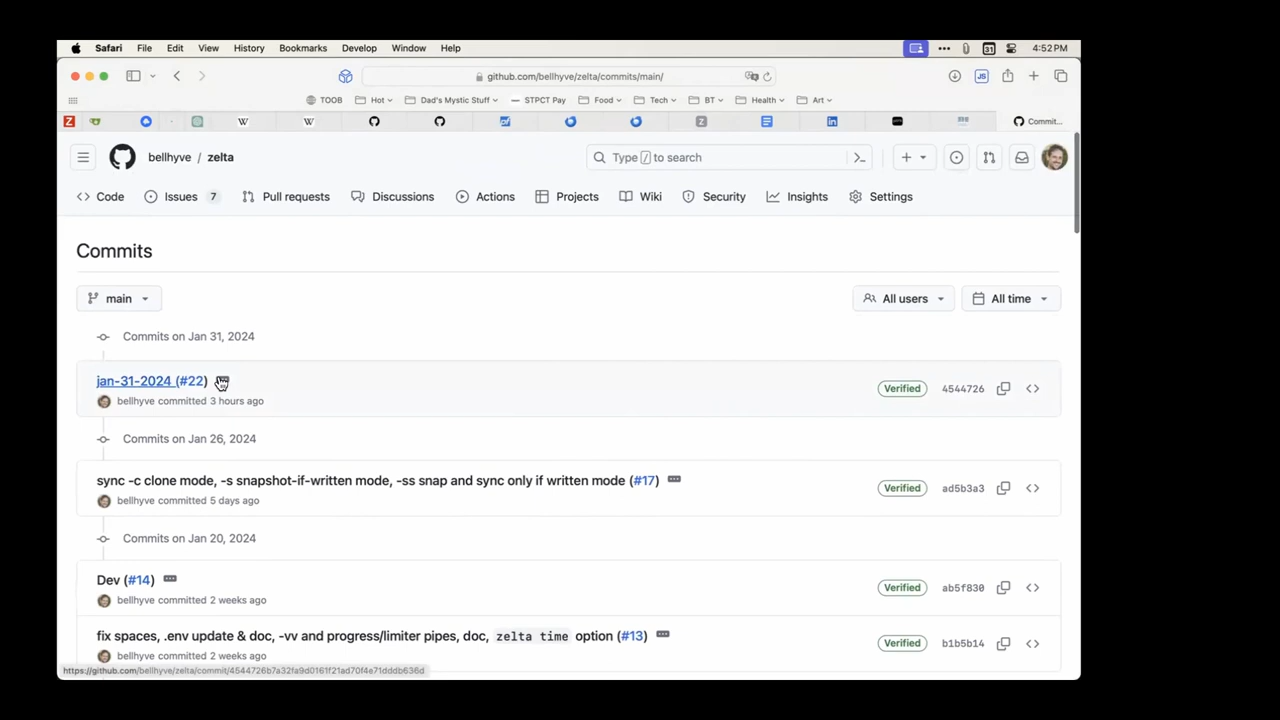 Safari File Edit View History Bookmarks Develop Window Help 31 4:52 PM
github.com/bellhyve/zelta/commits/main/
TOOB Hot Dad's Mystic Stuff STPCT Pay Food Tech BT Health Art
Z W W Z Commit...
bellhyve / zelta Type / to search
Code Issues 7 Pull requests Discussions Actions Projects Wiki Security Insights Settings
Commits
main All users All time
Commits on Jan 31, 2024
jan-31-2024 (#22)
bellhyve committed 3 hours ago Verified 4544726
Commits on Jan 26, 2024
sync -c clone mode, -s snapshot-if-written mode, -ss snap and sync only if written mode (#17)
bellhyve committed 5 days ago Verified ad5b3a3
Commits on Jan 20, 2024
Dev (#14)
bellhyve committed 2 weeks ago Verified ab5f830
fix spaces, .env update & doc, -vv and progress/limiter pipes, doc, zelta time option (#13)
bellhyve committed 2 weeks ago Verified b1b5b14
https://github.com/bellhyve/zelta/commit/4544726b7a32fa9d0161f21ad70f4e71dddb636d